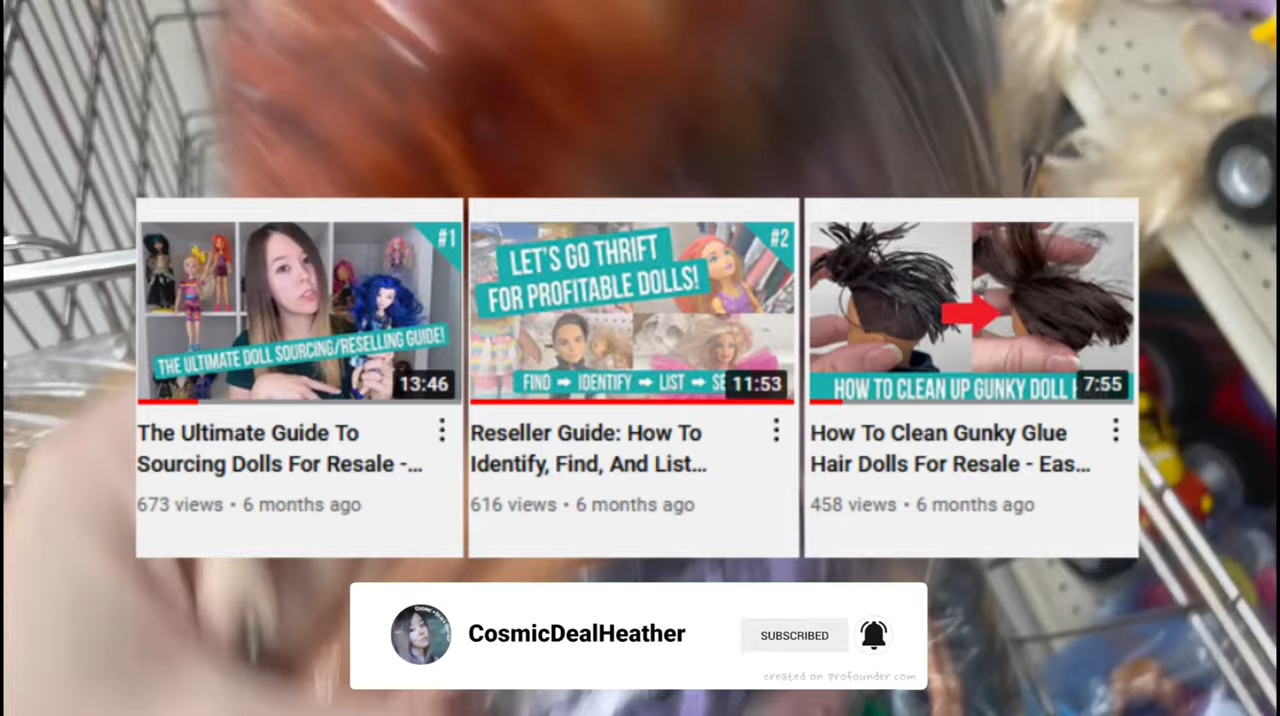 #1
THE ULTIMATE DOLL SOURCING/RESELLING GUIDE!
13:46
The Ultimate Guide To
Sourcing Dolls For Resale -...
673 views • 6 months ago
#2
LET'S GO THRIFT
FOR PROFITABLE DOLLS!
FIND ➡ IDENTIFY ➡ LIST ➡ SE
11:53
Reseller Guide: How To
Identify, Find, And List...
616 views • 6 months ago
HOW TO CLEAN UP GUNKY DOLL
7:55
How To Clean Gunky Glue
Hair Dolls For Resale - Eas...
458 views • 6 months ago
CosmicDealHeather
SUBSCRIBED
created on profounder.com